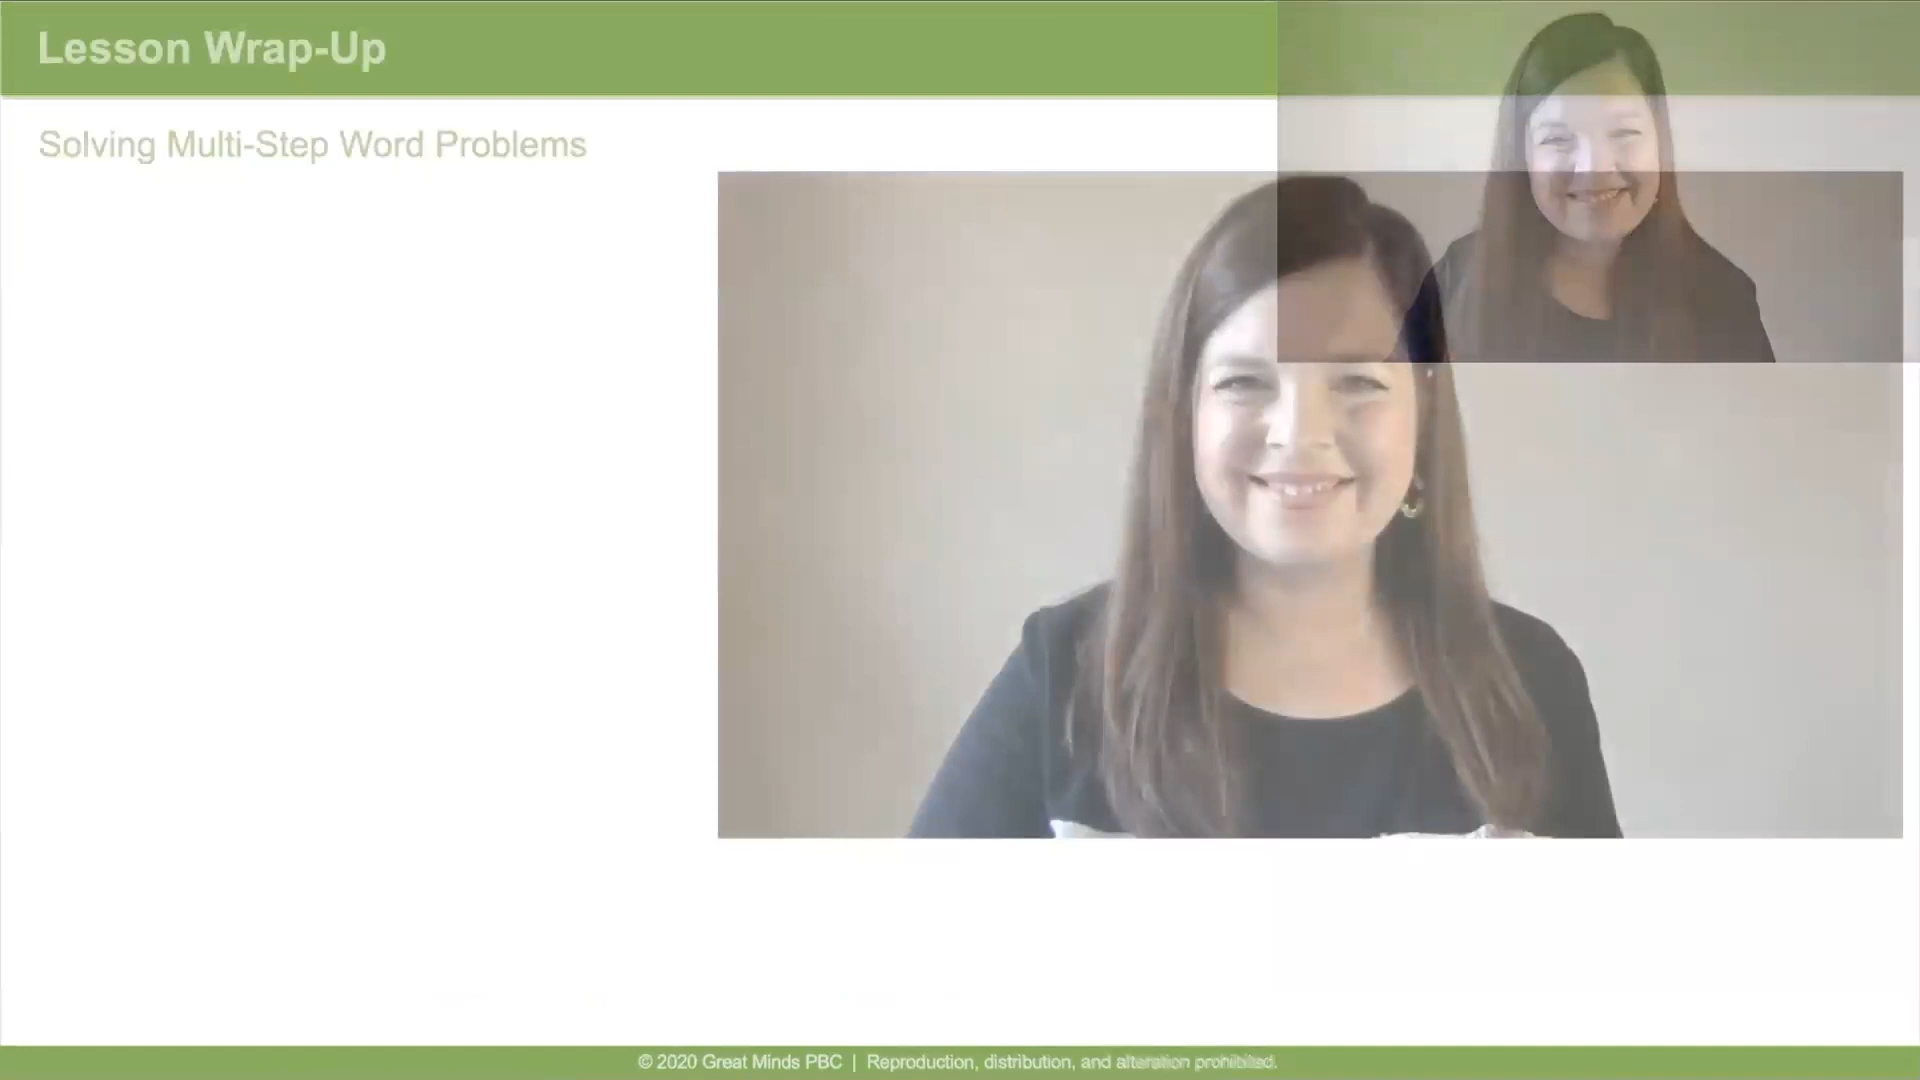 Lesson Wrap-Up
Solving Multi-Step Word Problems
© 2020 Great Minds PBC | Reproduction, distribution, and alteration prohibited.